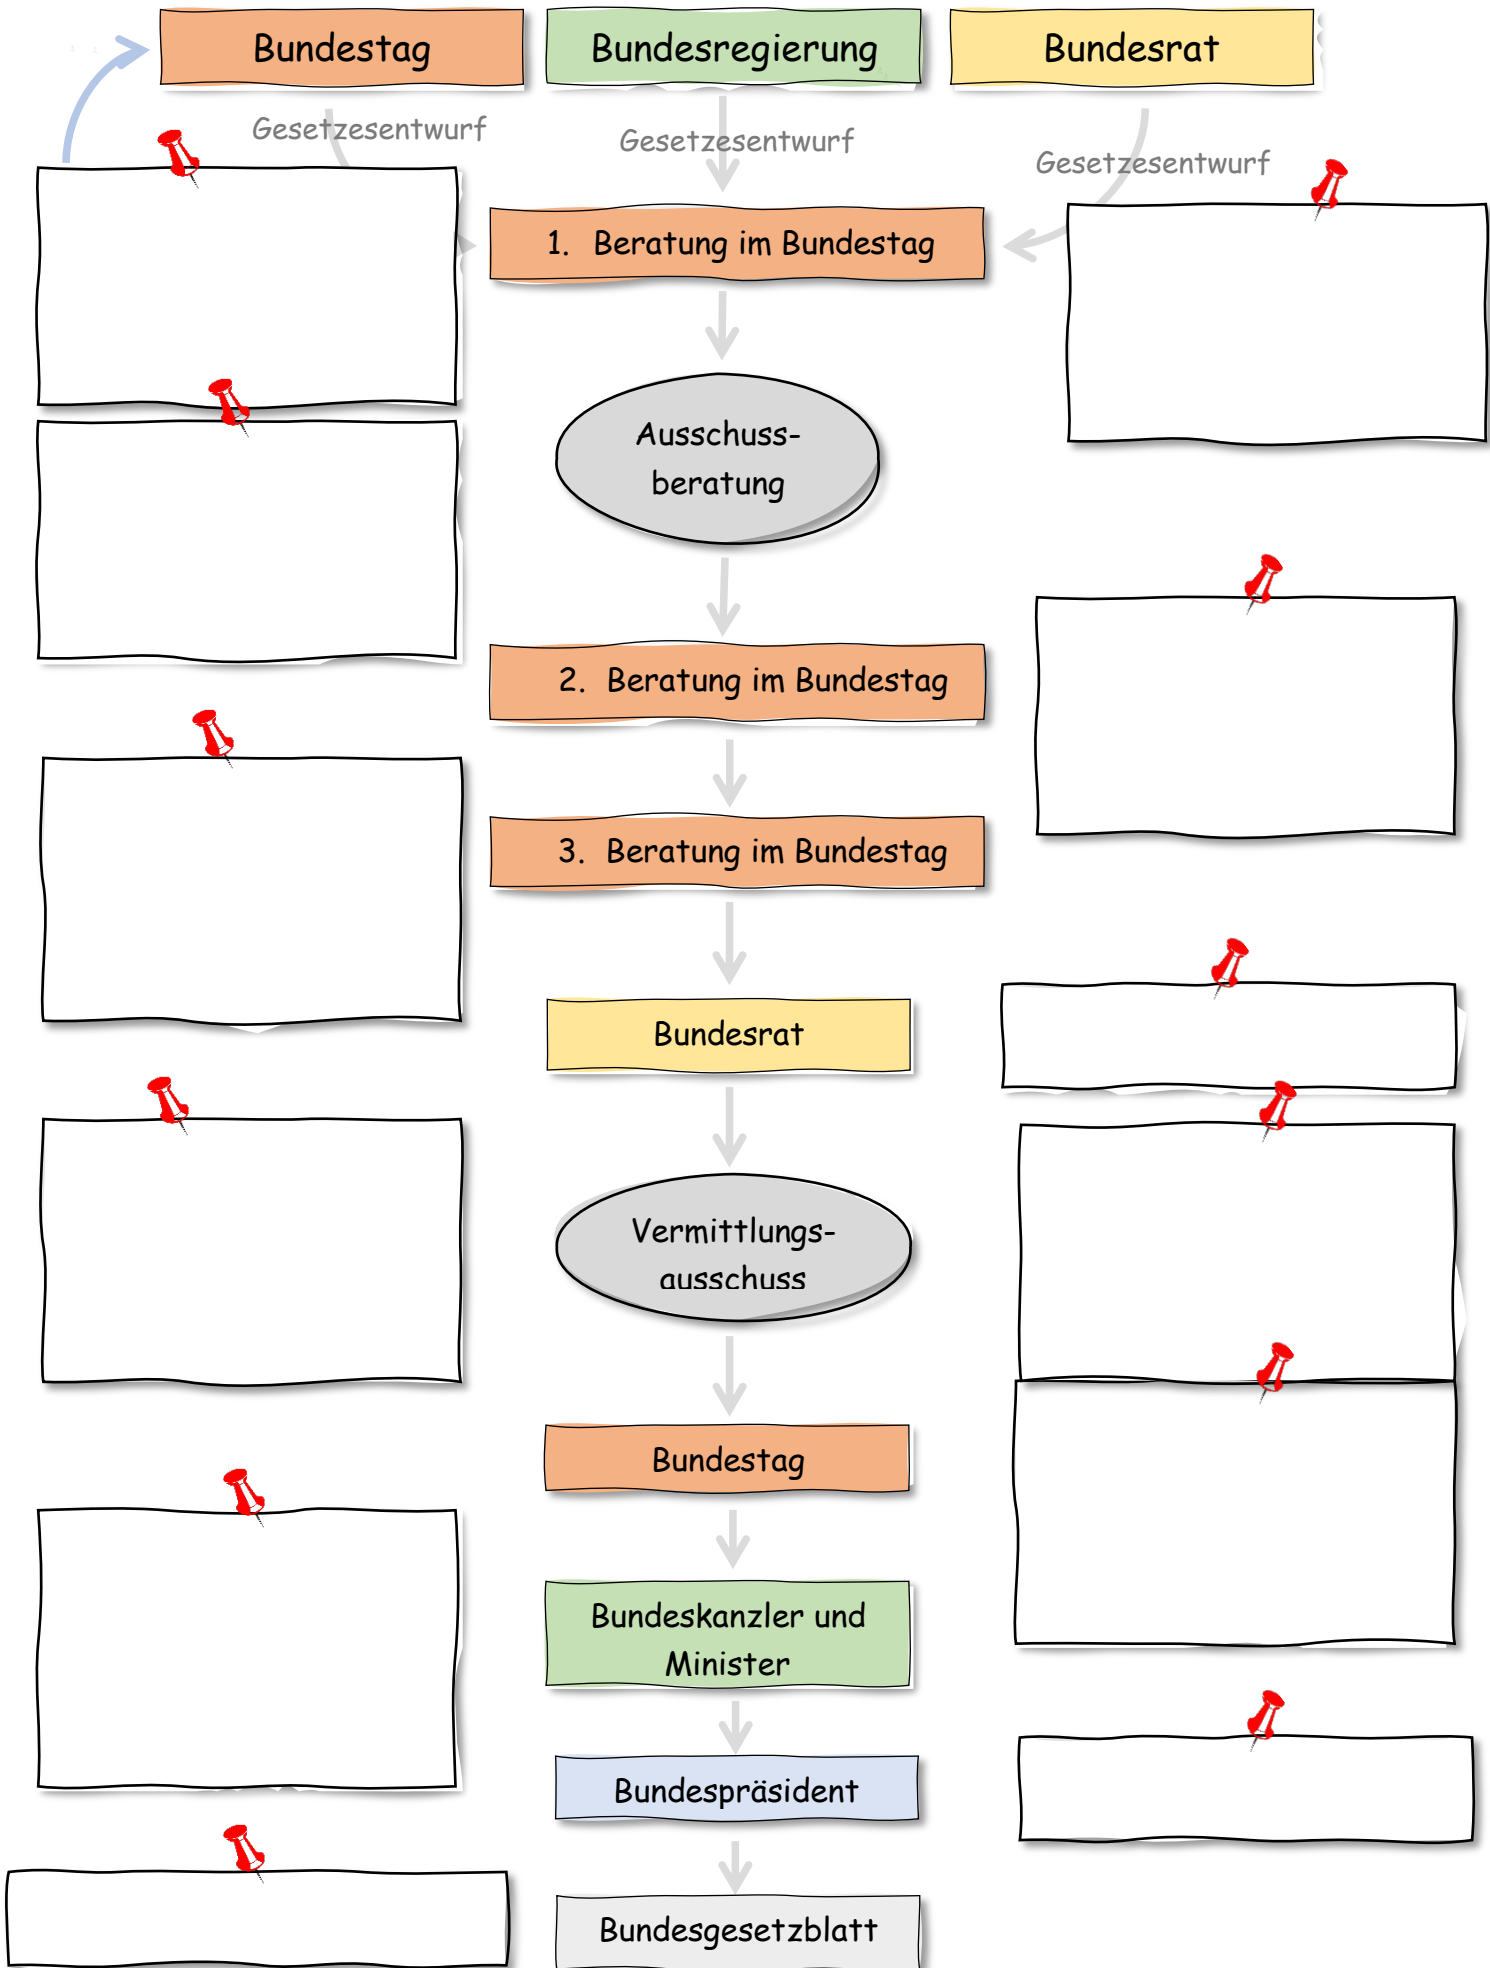 Bundestag
Bundesregierung
Bundesrat
Gesetzesentwurf
Gesetzesentwurf
Gesetzesentwurf
1. Beratung im Bundestag
Ausschuss-
beratung
2. Beratung im Bundestag
3. Beratung im Bundestag
Bundesrat
Vermittlungs-
ausschuss
Bundestag
Bundeskanzler und
Minister
Bundespräsident
Bundesgesetzblatt